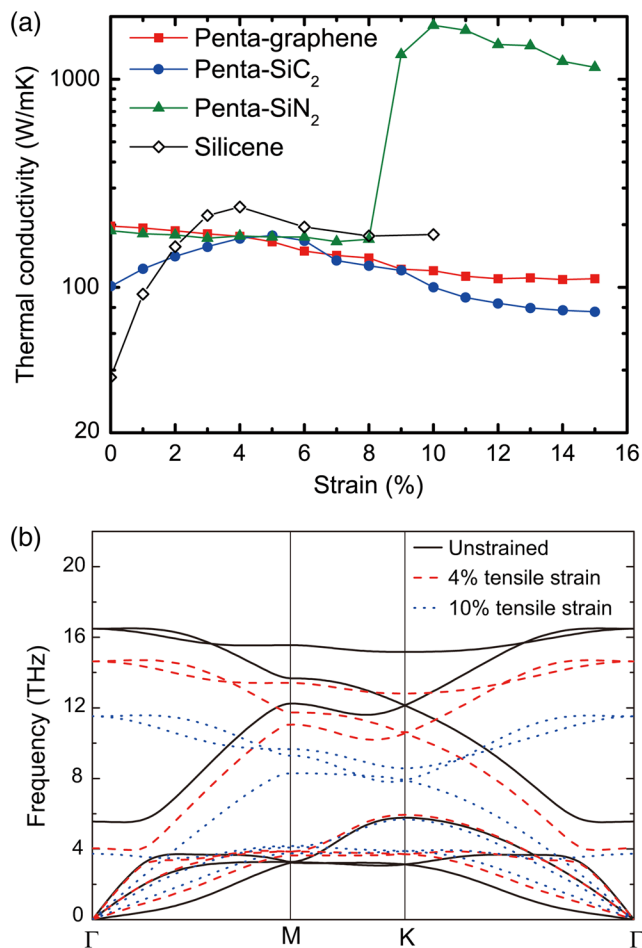 (a)
Thermal conductivity (W/mK)
1000
100
20
Penta-graphene
Penta-SiC₂
Penta-SiN₂
Silicene
0 2 4 6 8 10 12 14 16
Strain (%)
(b)
Frequency (THz)
20
16
12
8
4
0
Unstrained
4% tensile strain
10% tensile strain
Γ M K Γ